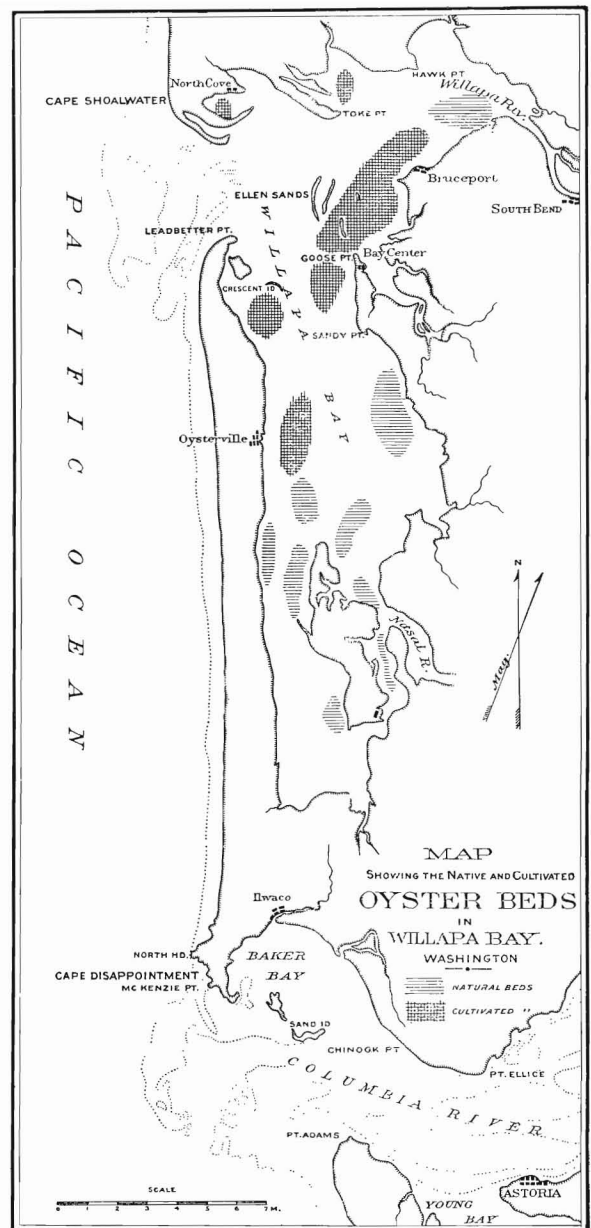 HAWK PT
Willapa Riv.
North Cove
CAPE SHOALWATER
TOKE PT
Bruceport
SOUTH BEND
ELLEN SANDS
WILLAPA
LEADBETTER PT.
GOOSE PT.
Bay Center
CRESCENT ID
SANDY PT.
PACIFIC OCEAN
BAY
Oysterville
N
Mag.
Nasal R.
MAP
SHOWING THE NATIVE AND CULTIVATED
OYSTER BEDS
IN
WILLAPA BAY.
WASHINGTON
NATURAL BEDS
CULTIVATED "
Ilwaco
NORTH HD.
BAKER
BAY
CAPE DISAPPOINTMENT
MC KENZIE PT.
SAND ID
CHINOOK PT
PT. ELLICE
COLUMBIA RIVER
PT. ADAMS
SCALE
0 1 2 3 4 5 6 7 M.
ASTORIA
YOUNG
BAY